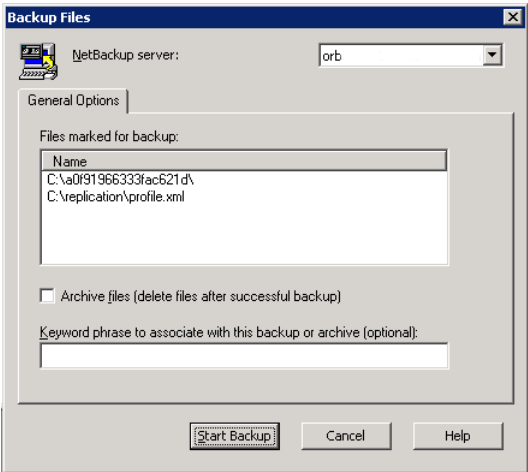 Backup Files
NetBackup server:
orb
General Options
Files marked for backup:
Name
C:\a0f91966333fac621d\
C:\replication\profile.xml
Archive files (delete files after successful backup)
Keyword phrase to associate with this backup or archive (optional):
Start Backup
Cancel
Help